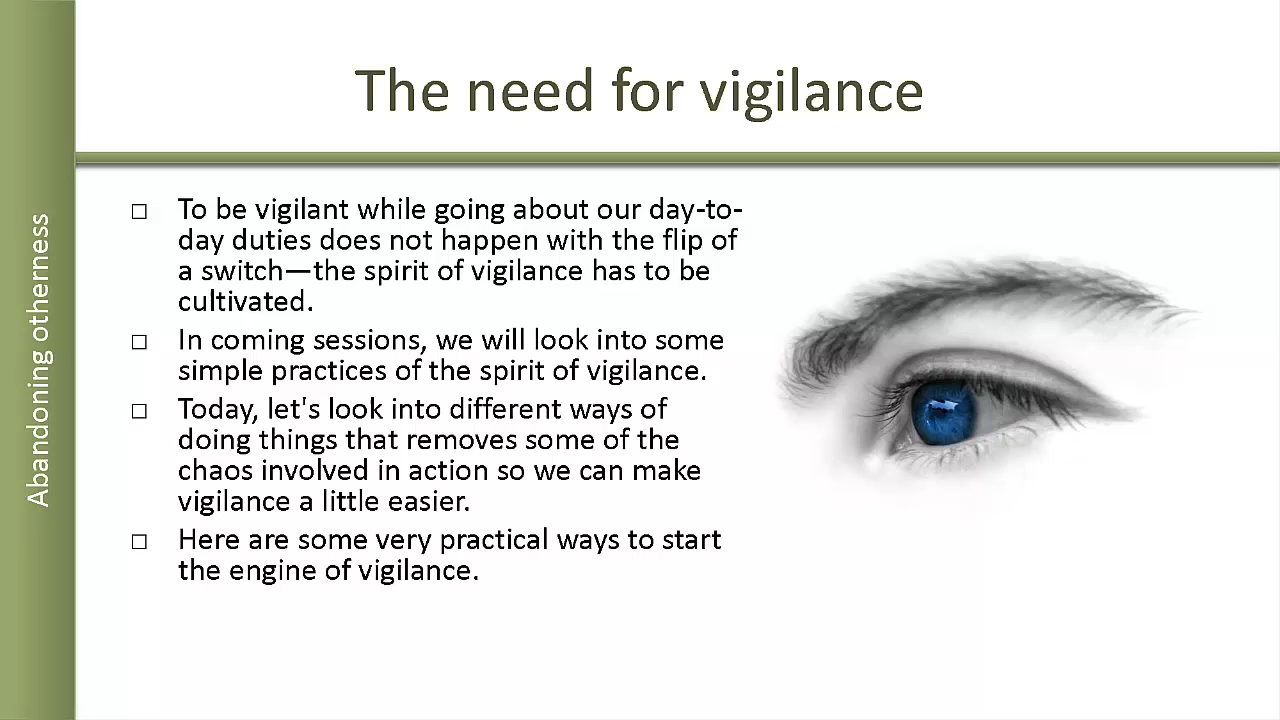 The need for vigilance
Abandoning otherness
To be vigilant while going about our day-to-
day duties does not happen with the flip of
a switch—the spirit of vigilance has to be
cultivated.
In coming sessions, we will look into some
simple practices of the spirit of vigilance.
Today, let's look into different ways of
doing things that removes some of the
chaos involved in action so we can make
vigilance a little easier.
Here are some very practical ways to start
the engine of vigilance.